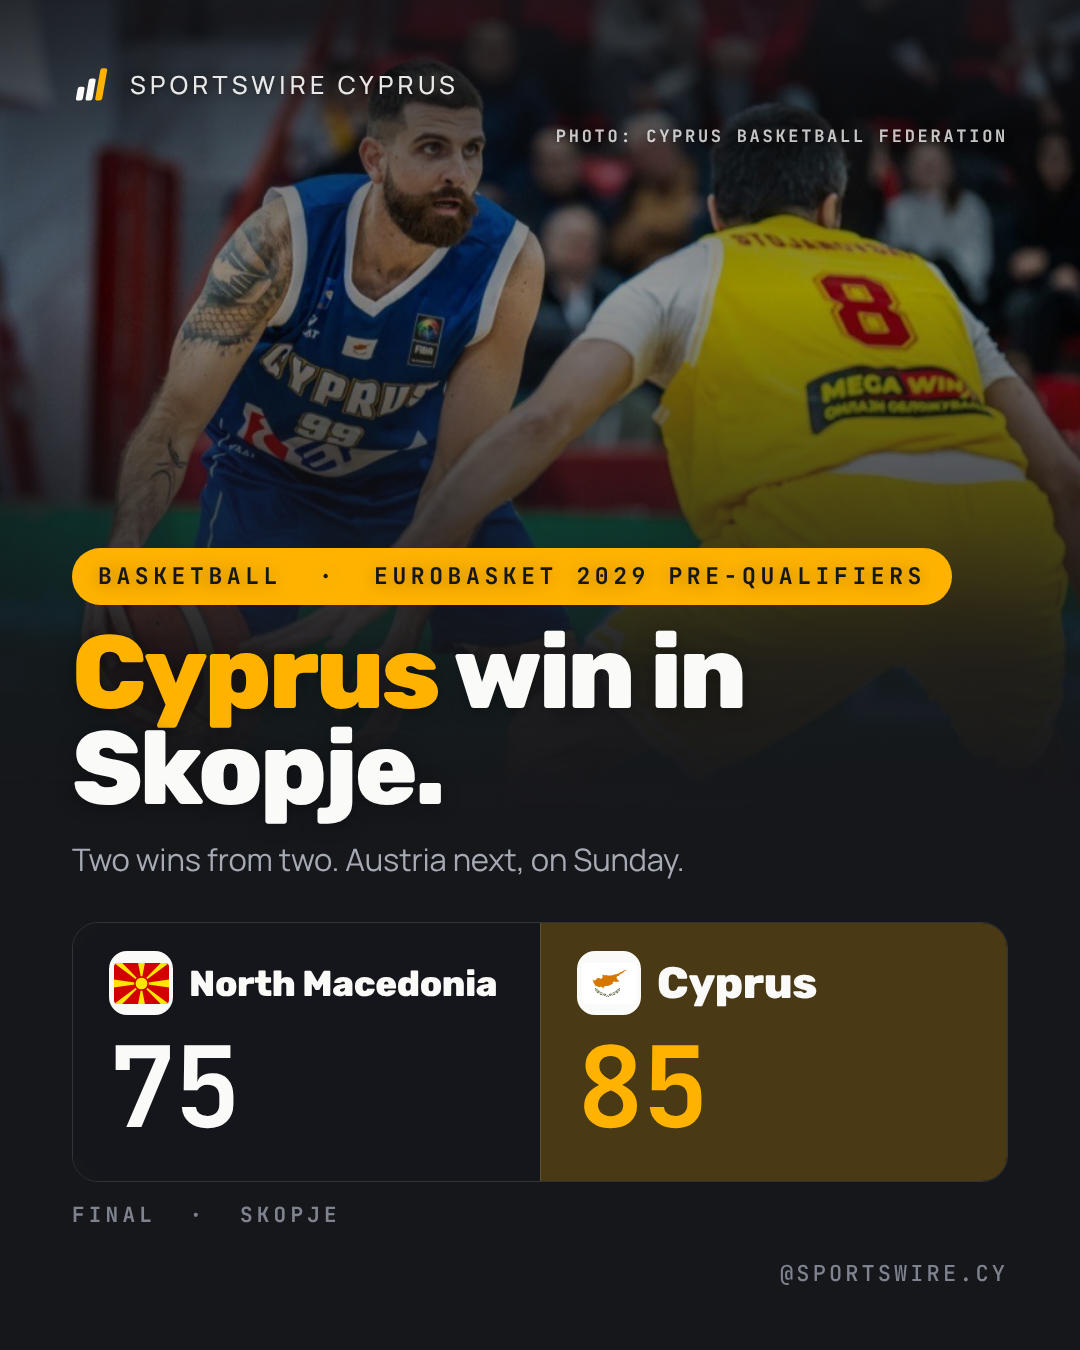 SPORTSWIRE CYPRUS
PHOTO: CYPRUS BASKETBALL FEDERATION
8
MEGA WIN
FIBA
CYPRUS
99
BASKETBALL · EUROBASKET 2029 PRE-QUALIFIERS
Cyprus win in
Skopje.
Two wins from two. Austria next, on Sunday.
North Macedonia
Cyprus
75
85
FINAL · SKOPJE
@SPORTSWIRE.CY